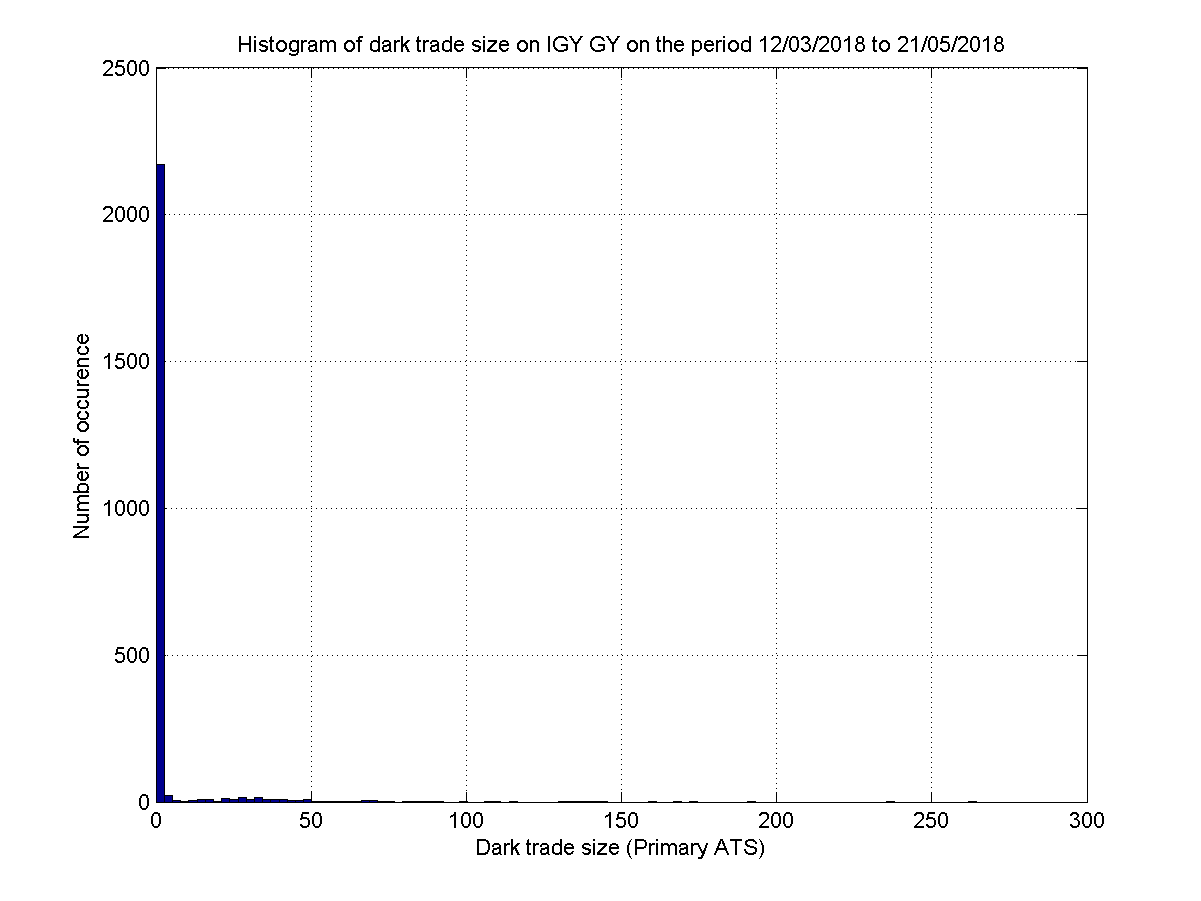 Histogram of dark trade size on IGY GY on the period 12/03/2018 to 21/05/2018
2500
2000
1500
1000
500
0
Number of occurence
0 50 100 150 200 250 300
Dark trade size (Primary ATS)